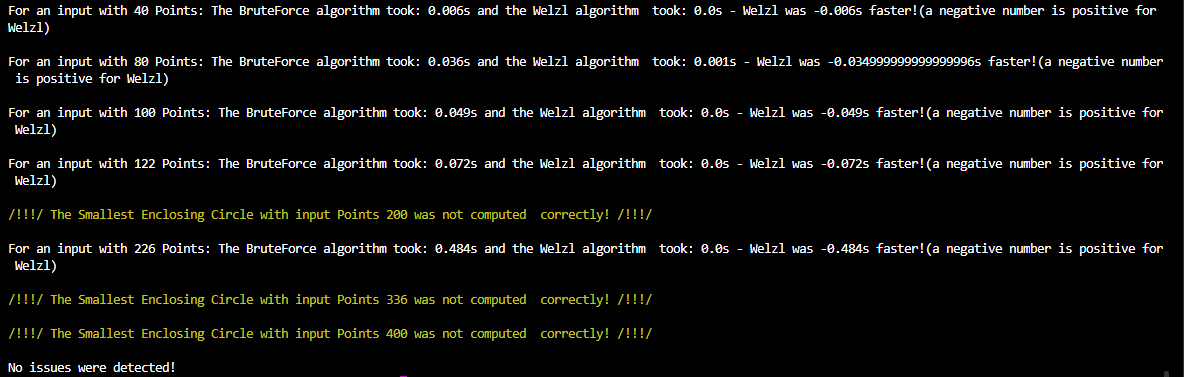 For an input with 40 Points: The BruteForce algorithm took: 0.006s and the Welzl algorithm  took: 0.0s - Welzl was -0.006s faster!(a negative number is positive for
Welzl)
For an input with 80 Points: The BruteForce algorithm took: 0.036s and the Welzl algorithm  took: 0.001s - Welzl was -0.034999999999999996s faster!(a negative number
 is positive for Welzl)
For an input with 100 Points: The BruteForce algorithm took: 0.049s and the Welzl algorithm  took: 0.0s - Welzl was -0.049s faster!(a negative number is positive for
 Welzl)
For an input with 122 Points: The BruteForce algorithm took: 0.072s and the Welzl algorithm  took: 0.0s - Welzl was -0.072s faster!(a negative number is positive for
 Welzl)
/!!!/ The Smallest Enclosing Circle with input Points 200 was not computed  correctly! /!!!/
For an input with 226 Points: The BruteForce algorithm took: 0.484s and the Welzl algorithm  took: 0.0s - Welzl was -0.484s faster!(a negative number is positive for
 Welzl)
/!!!/ The Smallest Enclosing Circle with input Points 336 was not computed  correctly! /!!!/
/!!!/ The Smallest Enclosing Circle with input Points 400 was not computed  correctly! /!!!/
No issues were detected!